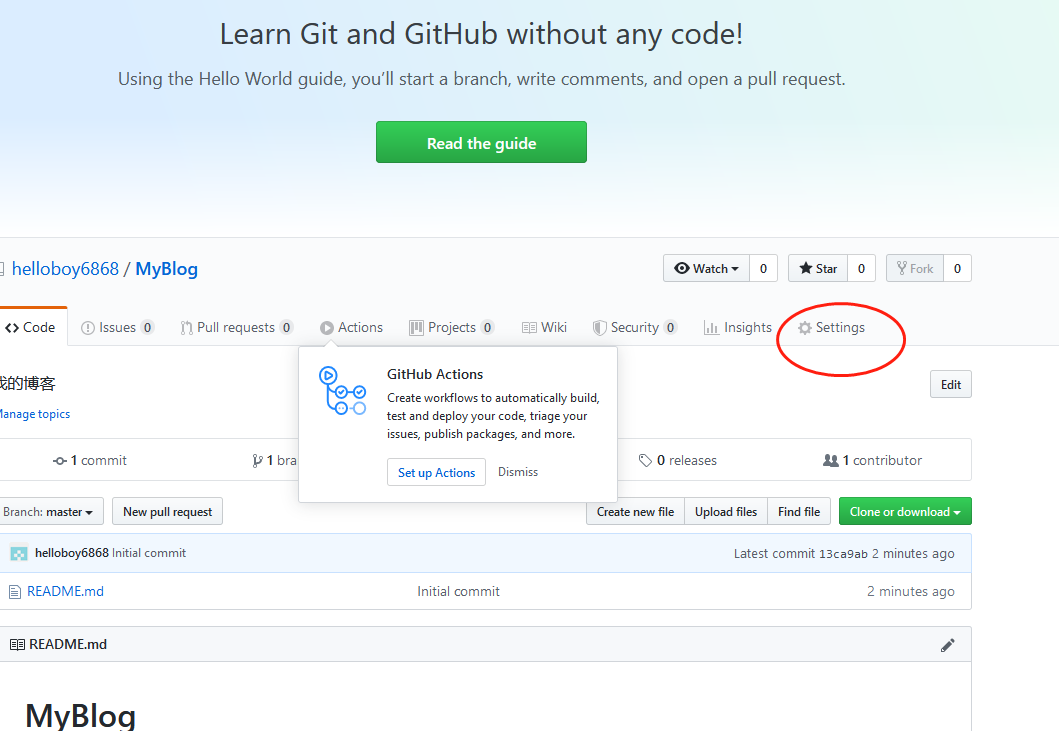 Learn Git and GitHub without any code!
Using the Hello World guide, you’ll start a branch, write comments, and open a pull request.
Read the guide
helloboy6868 / MyBlog
Watch 0 Star 0 Fork 0
Code Issues 0 Pull requests 0 Actions Projects 0 Wiki Security 0 Insights Settings
GitHub Actions
Create workflows to automatically build,
test and deploy your code, triage your
issues, publish packages, and more.
Set up Actions Dismiss
我的博客
Edit
Manage topics
1 commit 1 bra 0 releases 1 contributor
Branch: master New pull request Create new file Upload files Find file Clone or download
helloboy6868 Initial commit Latest commit 13ca9ab 2 minutes ago
README.md Initial commit 2 minutes ago
README.md
MyBlog